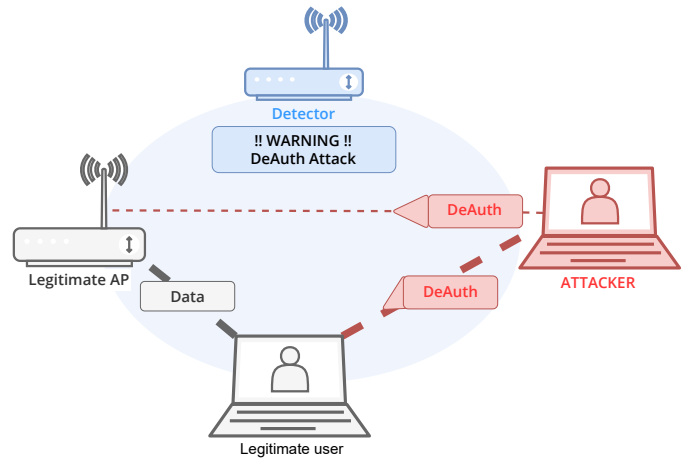 Detector
!! WARNING !!
DeAuth Attack
DeAuth
Legitimate AP
DeAuth
ATTACKER
Data
Legitimate user